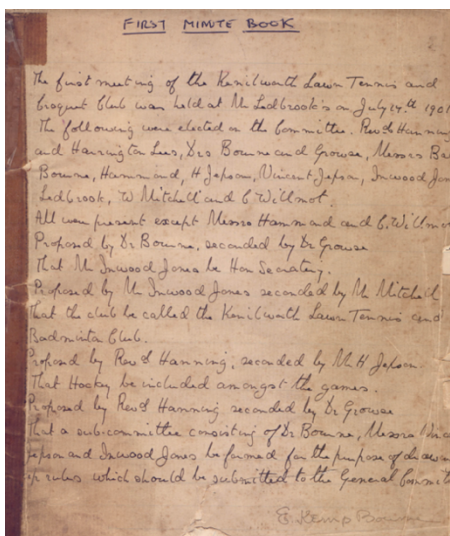 FIRST MINUTE BOOK
The first meeting of the Kenilworth Lawn Tennis and
Croquet Club was held at Mr Ledbrook's on July 14th 1901
The following were elected on the Committee. Revds Hanning
and Harrington Lees, Drs Bourne and Growse, Messrs
Bourne, Hammond, H Jepson, Vincent Jepson, Inwood Jones
Ledbrook, W Mitchell and C Willmot.
All were present except Messrs Hammond and C. Willmot
Proposed by Dr Bourne, seconded by Dr Growse
That Mr Inwood Jones be Hon Secretary.
Proposed by Mr Inwood Jones seconded by Mr Mitchell
That the club be called the Kenilworth Lawn Tennis and
Badminton Club.
Proposed by Revd Hanning, seconded by Mr H Jepson.
That Hockey be included amongst the games.
Proposed by Revd Hanning seconded by Dr Growse
That a sub-committee consisting of Dr Bourne, Messrs
Jepson and Inwood Jones be formed for the purpose of drawing
up rules which should be submitted to the General Committ
E. Kemp Bourne